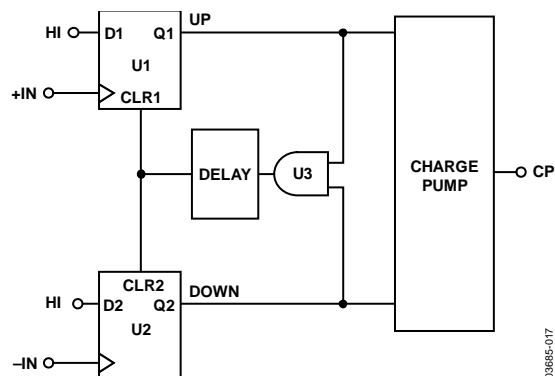 HI D1 Q1 UP
U1
+IN CLR1
DELAY U3 CHARGE PUMP CP
CLR2
HI D2 Q2 DOWN
U2
–IN
03685-017